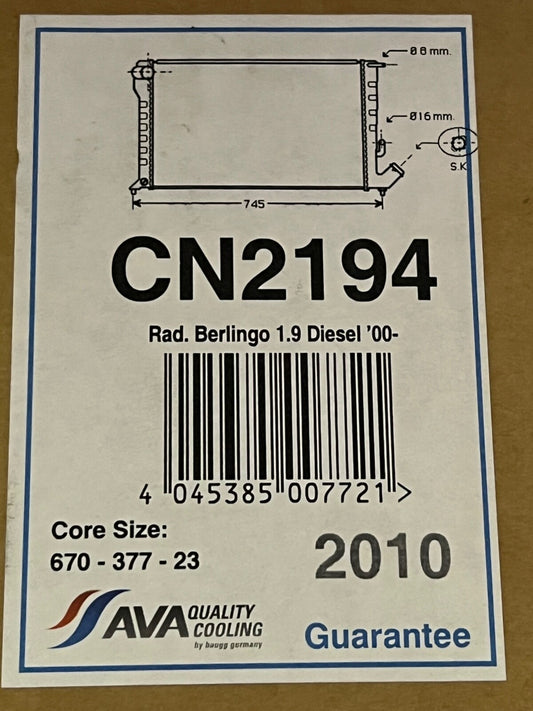 Ø 8 mm.
Ø16 mm.
S.K
745
CN2194
Rad. Berlingo 1.9 Diesel '00-
4 045385 007721 >
Core Size:
670 - 377 - 23
2010
AVA QUALITY
COOLING
by baugg germany
Guarantee